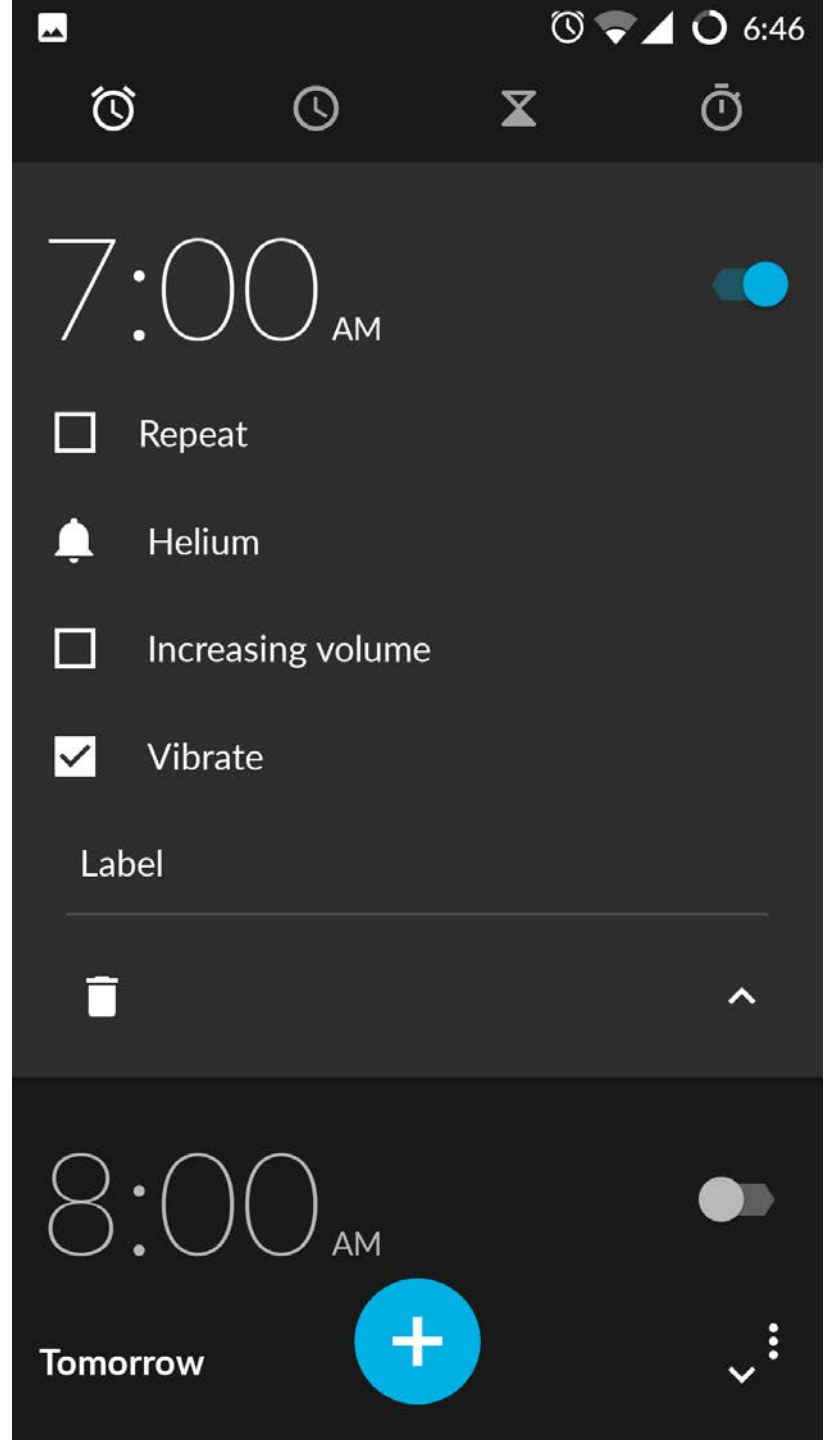 6:46
7:00 AM
Repeat
Helium
Increasing volume
Vibrate
Label
8:00 AM
Tomorrow